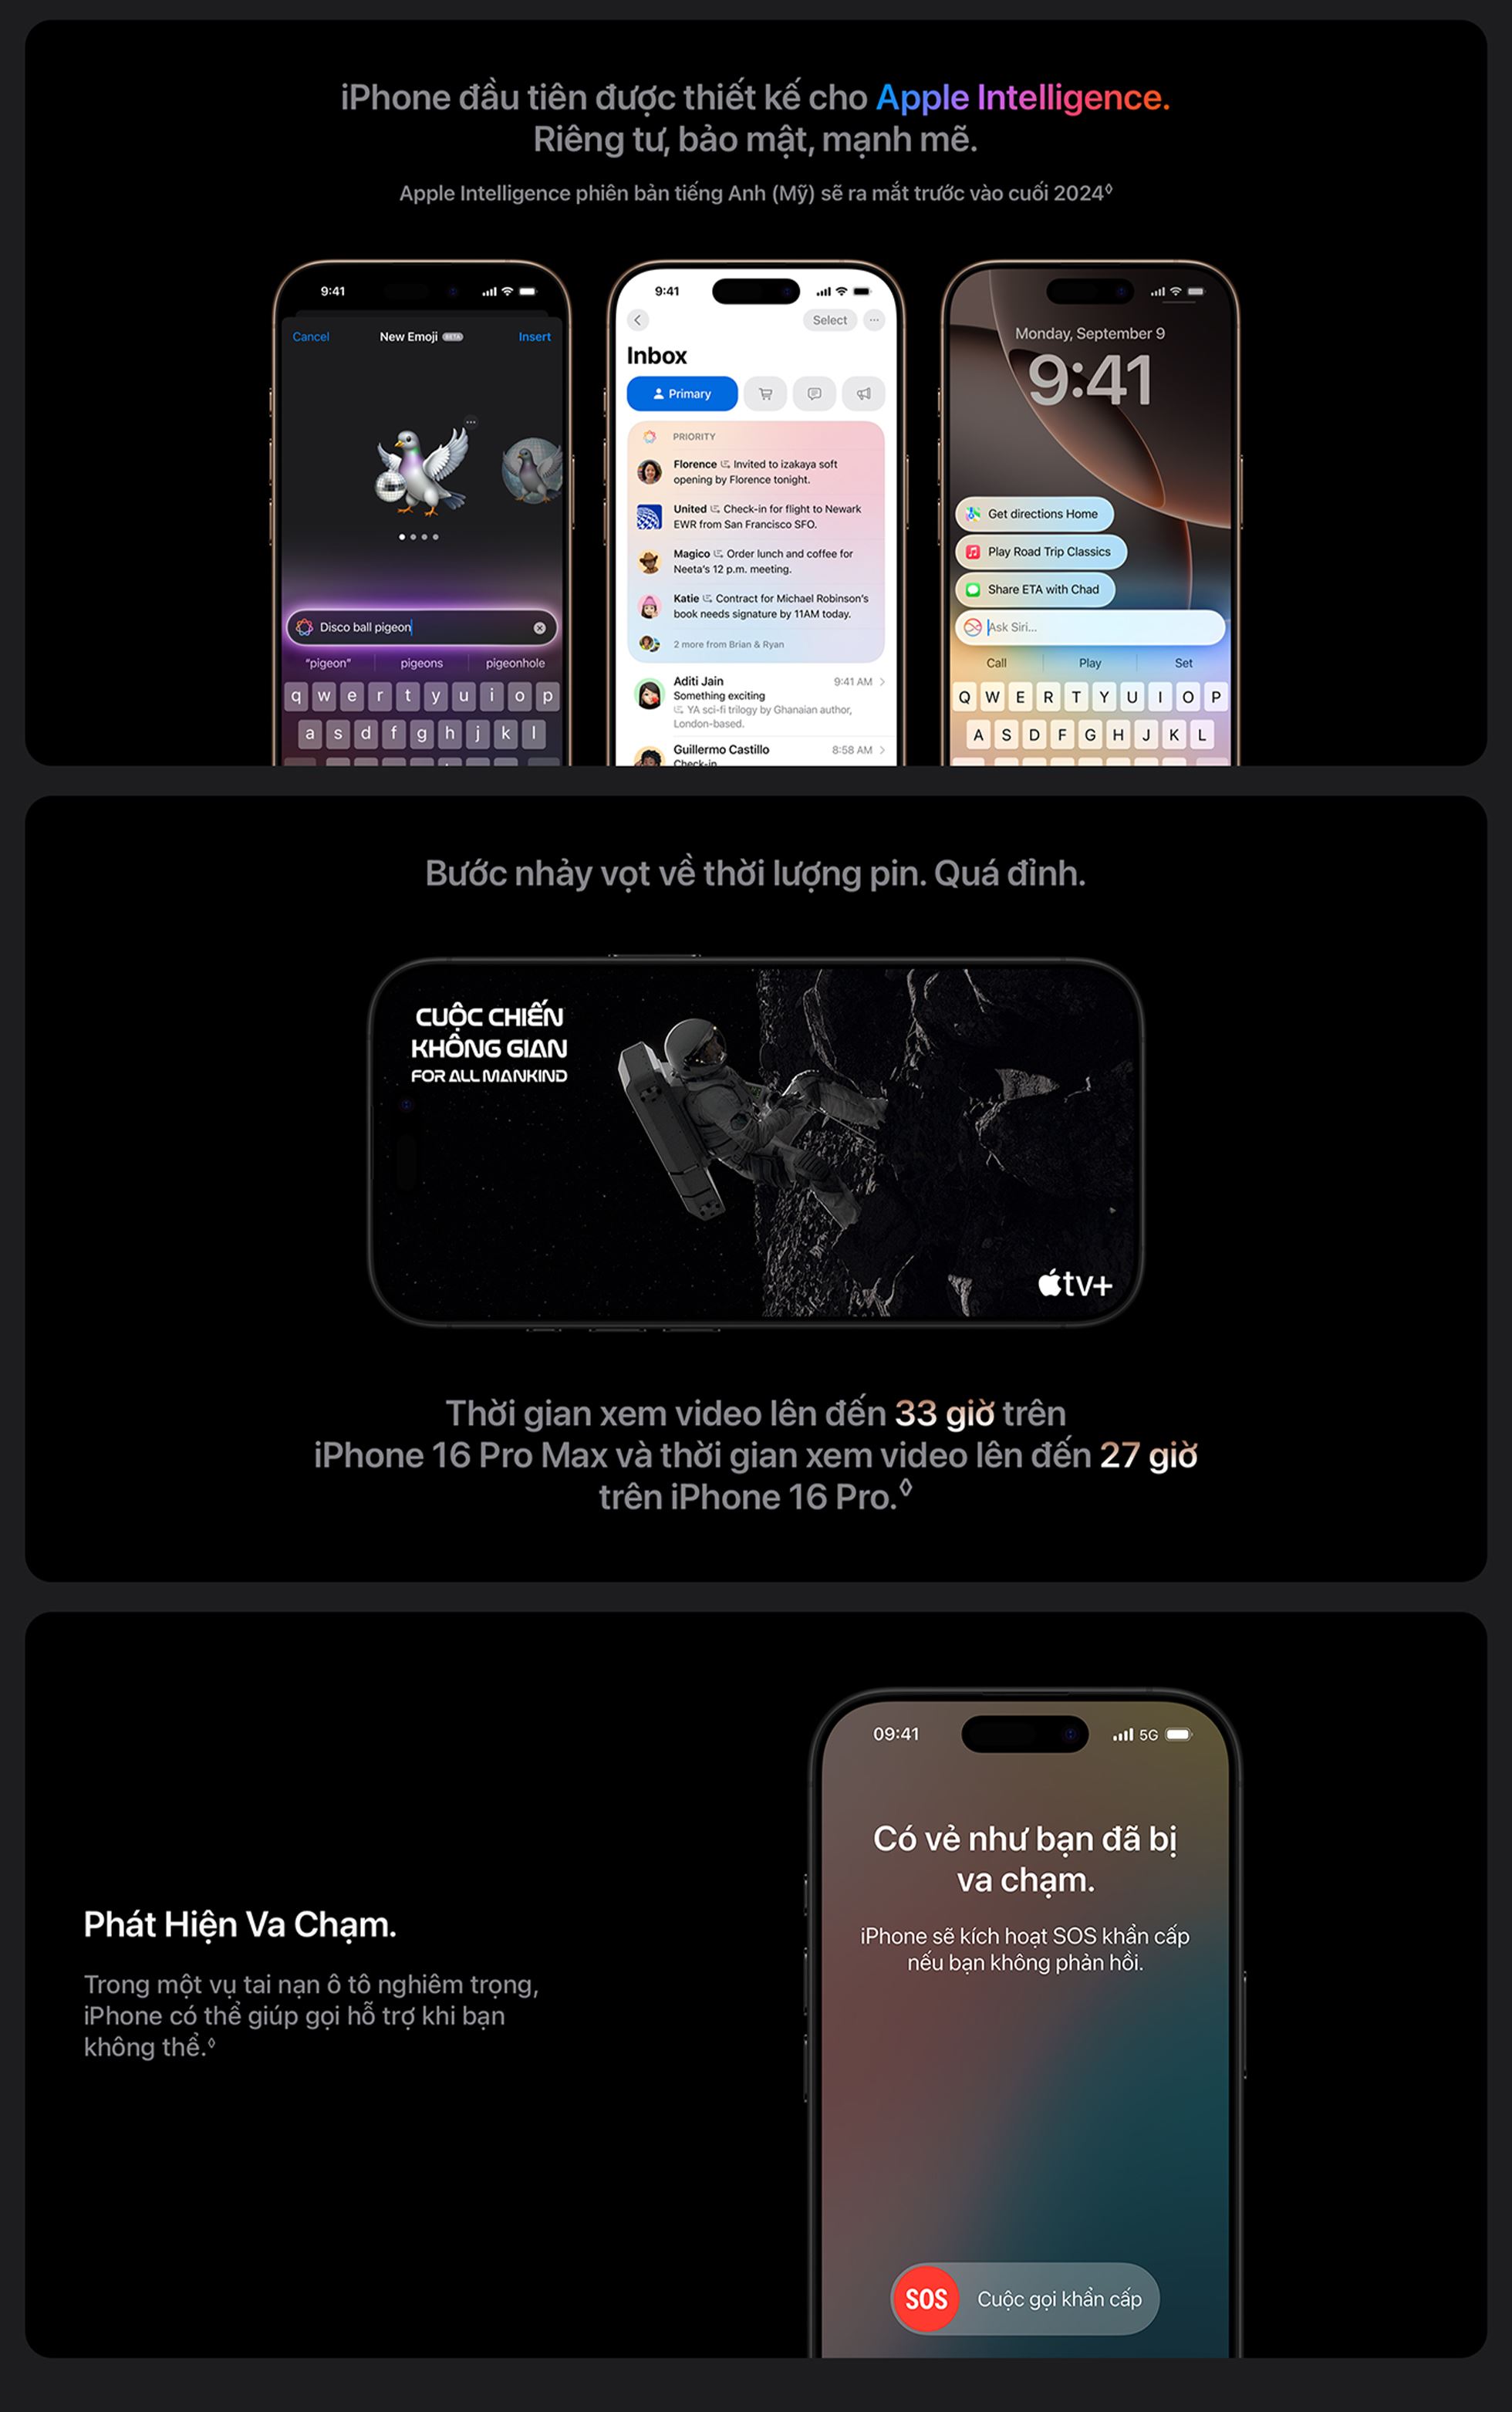 iPhone đầu tiên được thiết kế cho Apple Intelligence.
Riêng tư, bảo mật, mạnh mẽ.
Apple Intelligence phiên bản tiếng Anh (Mỹ) sẽ ra mắt trước vào cuối 2024◊
9:41
Cancel
New Emoji BETA
Insert
Disco ball pigeon
"pigeon" pigeons pigeonhole
q w e r t y u i o p
a s d f g h j k l
9:41
Select
Inbox
Primary
PRIORITY
Florence Invited to izakaya soft
opening by Florence tonight.
United Check-in for flight to Newark
EWR from San Francisco SFO.
Magico Order lunch and coffee for
Neeta's 12 p.m. meeting.
Katie Contract for Michael Robinson's
book needs signature by 11AM today.
2 more from Brian & Ryan
Aditi Jain 9:41 AM
Something exciting
YA sci-fi trilogy by Ghanaian author,
London-based.
Guillermo Castillo 8:58 AM
Check-in
Monday, September 9
9:41
Get directions Home
Play Road Trip Classics
Share ETA with Chad
Ask Siri...
Call Play Set
Q W E R T Y U I O P
A S D F G H J K L
Bước nhảy vọt về thời lượng pin. Quá đỉnh.
CUỘC CHIẾN
KHÔNG GIAN
FOR ALL MANKIND
tv+
Thời gian xem video lên đến 33 giờ trên
iPhone 16 Pro Max và thời gian xem video lên đến 27 giờ
trên iPhone 16 Pro.◊
Phát Hiện Va Chạm.
Trong một vụ tai nạn ô tô nghiêm trọng,
iPhone có thể giúp gọi hỗ trợ khi bạn
không thể.◊
09:41
5G
Có vẻ như bạn đã bị
va chạm.
iPhone sẽ kích hoạt SOS khẩn cấp
nếu bạn không phản hồi.
SOS Cuộc gọi khẩn cấp